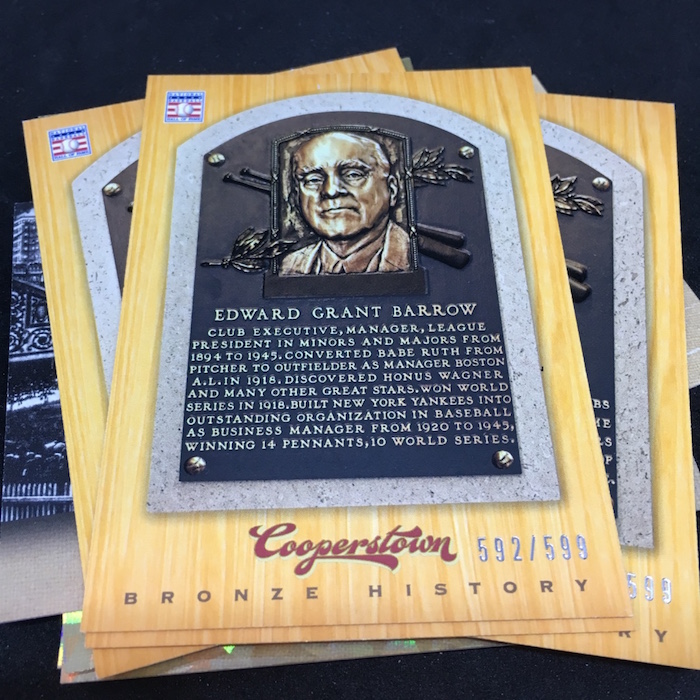 EDWARD GRANT BARROW
CLUB EXECUTIVE, MANAGER, LEAGUE
PRESIDENT IN MINORS AND MAJORS FROM
1894 TO 1945. CONVERTED BABE RUTH FROM
PITCHER TO OUTFIELDER AS MANAGER BOSTON
A.L. IN 1918. DISCOVERED HONUS WAGNER
AND MANY OTHER GREAT STARS. WON WORLD
SERIES IN 1918. BUILT NEW YORK YANKEES INTO
OUTSTANDING ORGANIZATION IN BASEBALL
AS BUSINESS MANAGER FROM 1920 TO 1945,
WINNING 14 PENNANTS, 10 WORLD SERIES.
Cooperstown 592/599
BRONZE HISTORY
599
RY